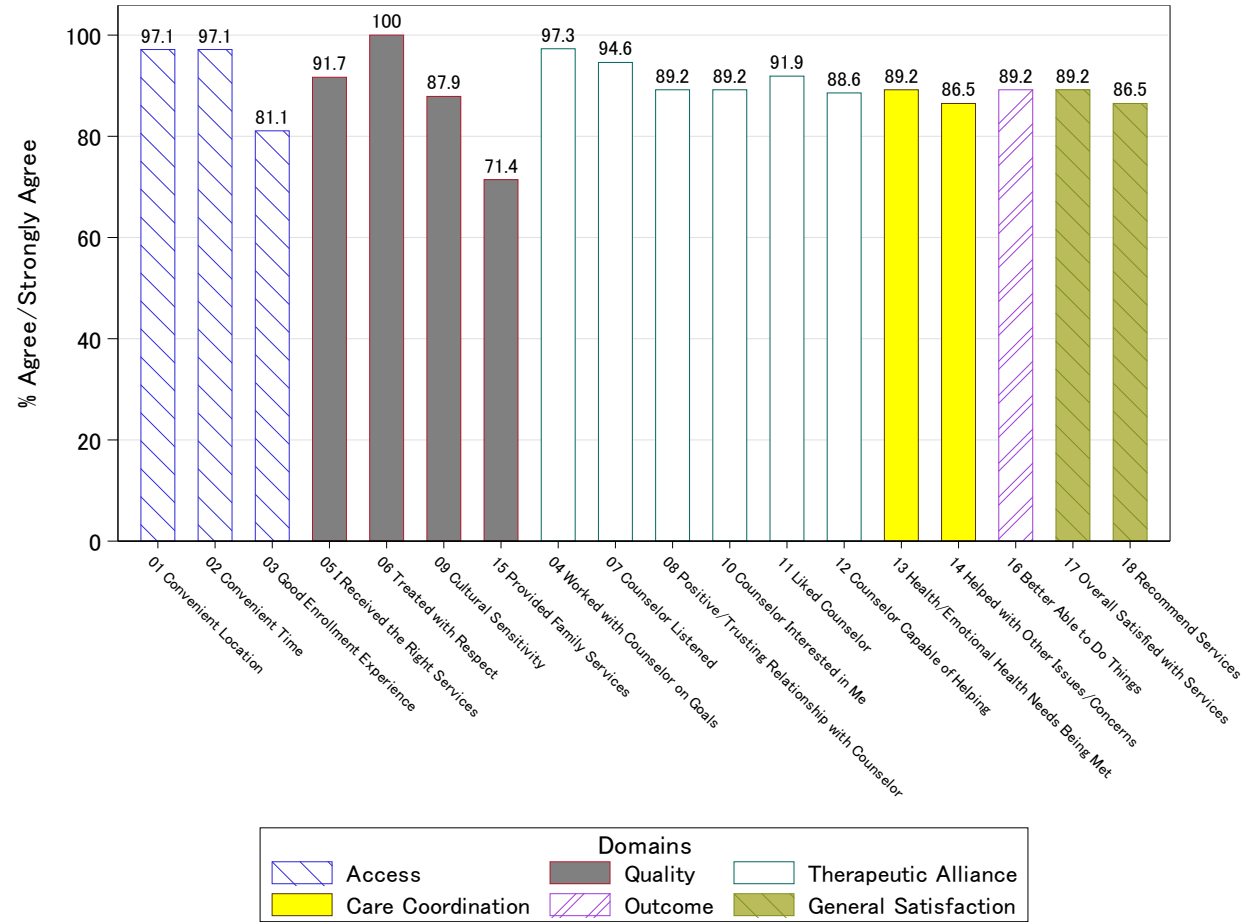 % Agree/Strongly Agree
100
80
60
40
20
0
97.1
97.1
81.1
91.7
100
87.9
71.4
97.3
94.6
89.2
89.2
91.9
88.6
89.2
86.5
89.2
89.2
86.5
01 Convenient Location
02 Convenient Time
03 Good Enrollment Experience
05 I Received the Right Services
06 Treated with Respect
09 Cultural Sensitivity
15 Provided Family Services
04 Worked with Counselor on Goals
07 Counselor Listened
08 Positive/Trusting Relationship with Counselor
10 Counselor Interested in Me
11 Liked Counselor
12 Counselor Capable of Helping
13 Health/Emotional Health Needs Being Met
14 Helped with Other Issues/Concerns
16 Better Able to Do Things
17 Overall Satisfied with Services
18 Recommend Services
Domains
Access
Quality
Therapeutic Alliance
Care Coordination
Outcome
General Satisfaction